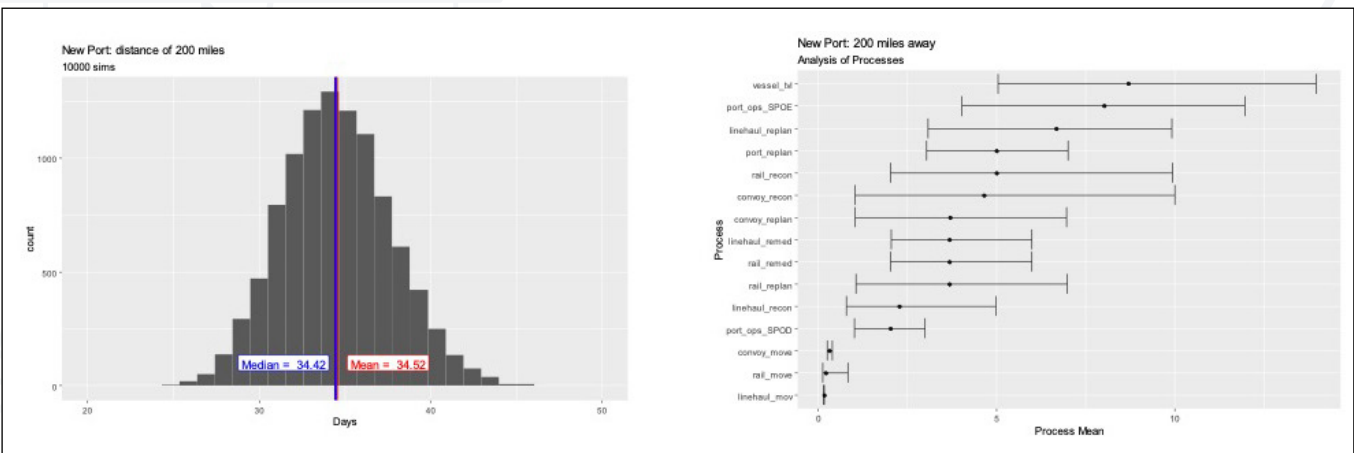 New Port: distance of 200 miles
10000 sims
count
1000
500
0
Median = 34.42
Mean = 34.52
20
30
40
50
Days
New Port: 200 miles away
Analysis of Processes
Process
vessel_tvl
port_ops_SPOE
linehaul_replan
port_replan
rail_recon
convoy_recon
convoy_replan
linehaul_remed
rail_remed
rail_replan
linehaul_recon
port_ops_SPOD
convoy_move
rail_move
linehaul_mov
0
5
10
Process Mean